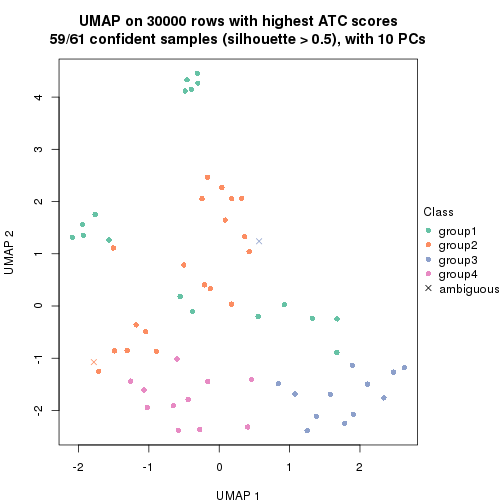 UMAP on 30000 rows with highest ATC scores
59/61 confident samples (silhouette > 0.5), with 10 PCs
4
3
2
1
0
-1
-2
UMAP 2
-2
-1
0
1
2
UMAP 1
Class
group1
group2
group3
group4
ambiguous